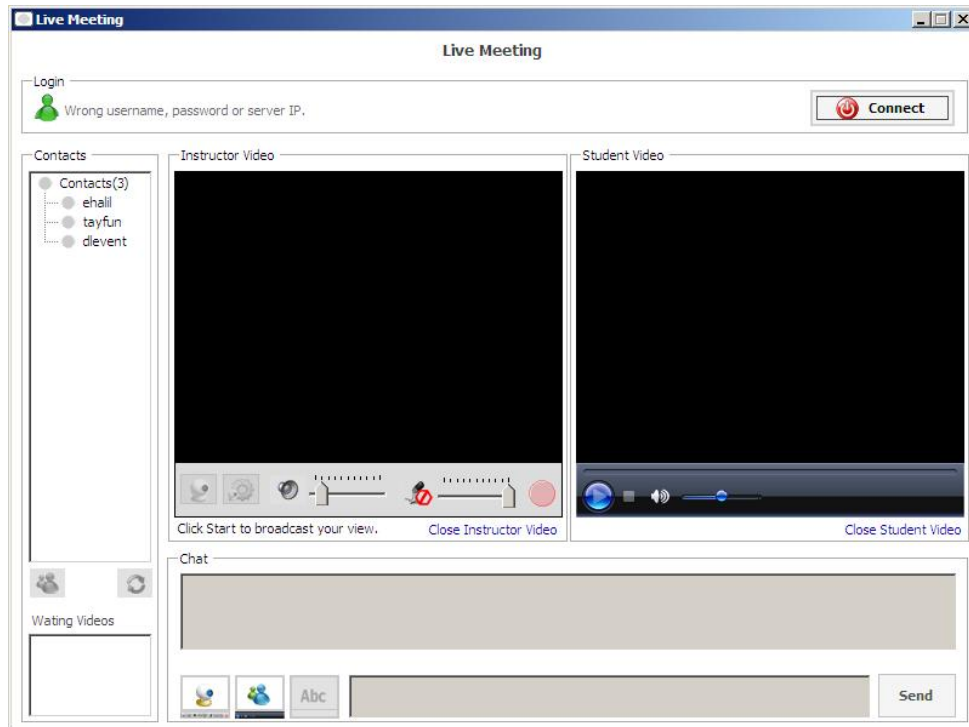 Live Meeting
Live Meeting
Login
Wrong username, password or server IP.
Connect
Contacts
Contacts(3)
ehalil
tayfun
dlevent
Instructor Video
Click Start to broadcast your view.
Close Instructor Video
Student Video
Close Student Video
Wating Videos
Chat
Abc
Send